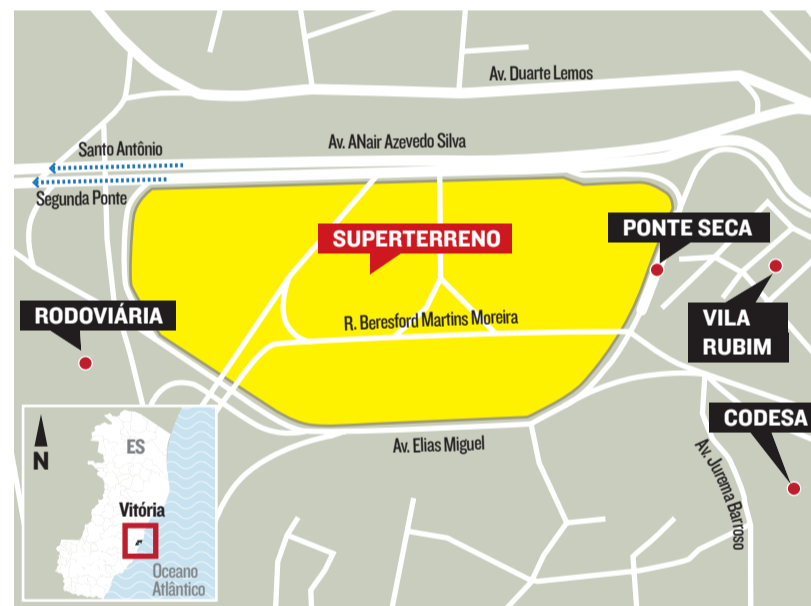 Av. Duarte Lemos
Av. ANair Azevedo Silva
Santo Antônio
Segunda Ponte
SUPERTERRENO
PONTE SECA
VILA
RUBIM
RODOVIÁRIA
R. Beresford Martins Moreira
CODESA
Av. Elias Miguel
Av. Jurema Barroso
N
ES
Vitória
Oceano
Atlântico